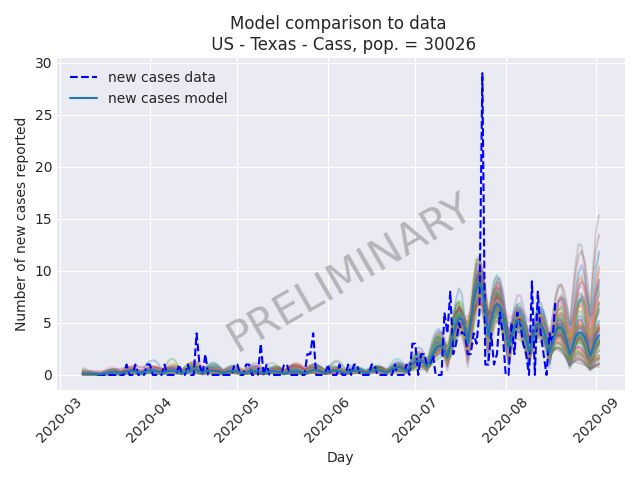 Model comparison to data
US - Texas - Cass, pop. = 30026
new cases data
new cases model
PRELIMINARY
Number of new cases reported
30
25
20
15
10
5
0
2020-03
2020-04
2020-05
2020-06
2020-07
2020-08
2020-09
Day